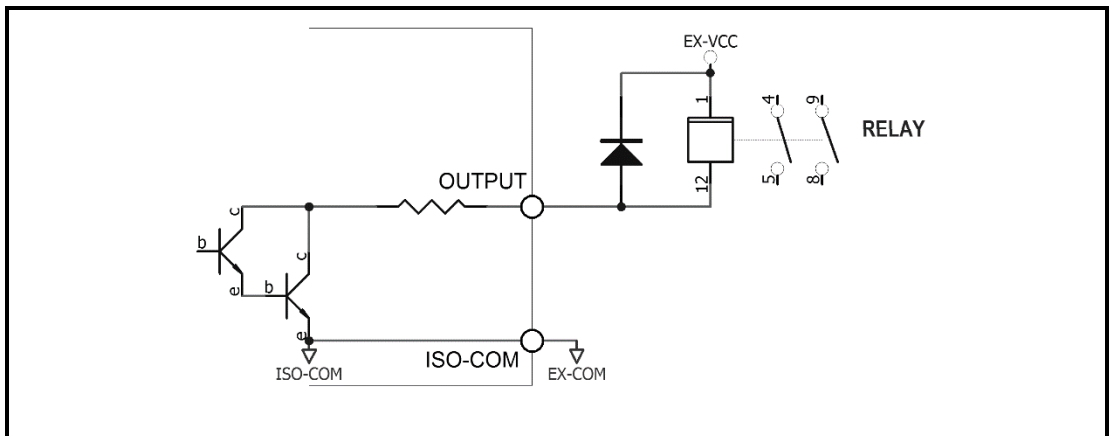 EX-VCC
1
4
9
RELAY
12
5
8
OUTPUT
c
b
e
c
b
e
ISO-COM
ISO-COM
EX-COM